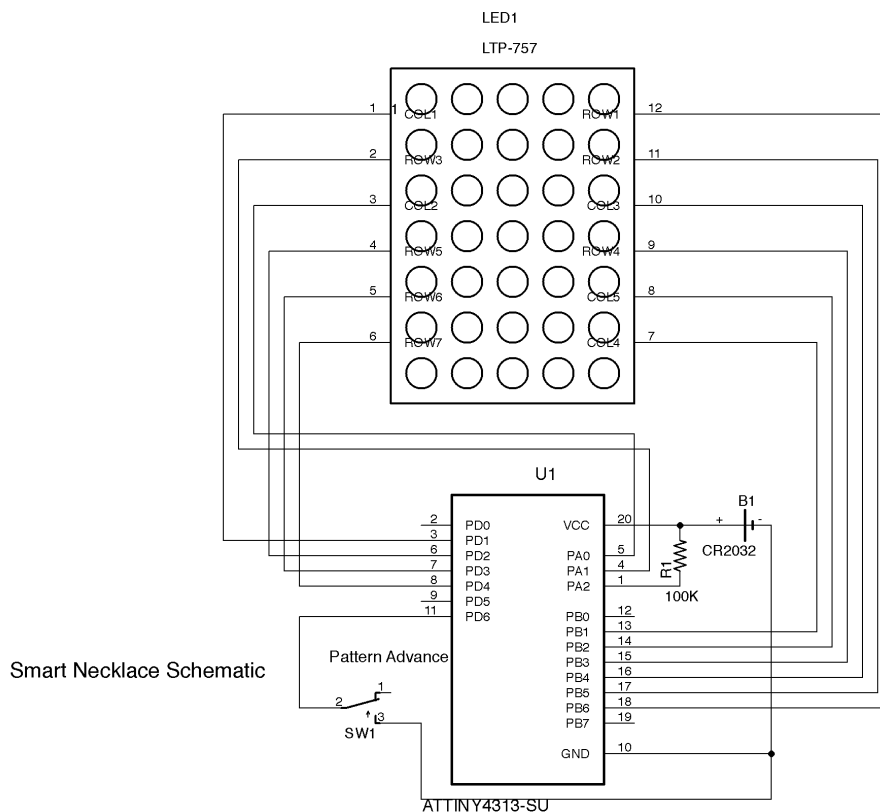 LED1
LTP-757
1 1 COL1 ROW1 12
2 ROW3 ROW2 11
3 COL2 COL3 10
4 ROW5 ROW4 9
5 ROW6 COL5 8
6 ROW7 COL4 7
U1
B1
2 PD0 VCC 20 + -
3 PD1
CR2032
6 PD2 PA0 5
7 PD3 PA1 4 R1
8 PD4 PA2 1
100K
9 PD5
11 PD6 PB0 12
PB1 13
PB2 14
Pattern Advance PB3 15
Smart Necklace Schematic PB4 16
1 PB5 17
2 PB6 18
3 PB7 19
SW1
GND 10
ATTINY4313-SU